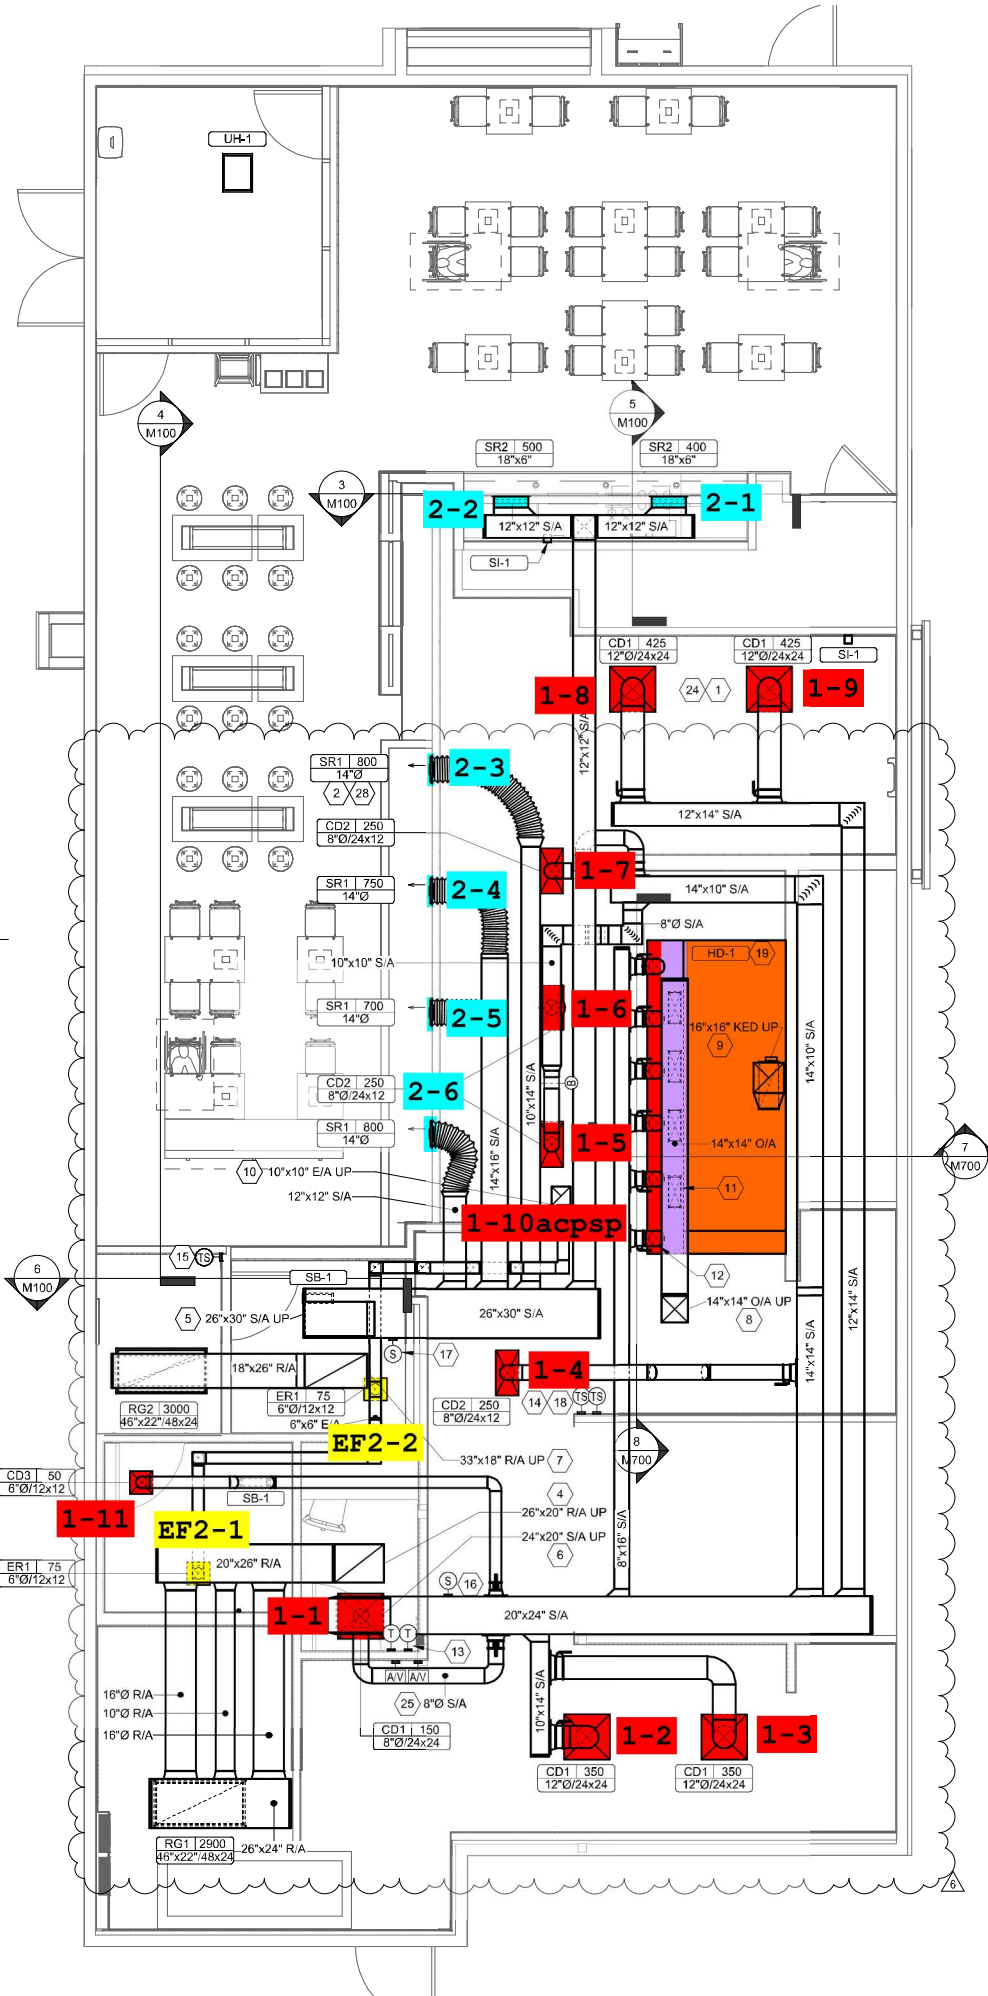 UH-1
4
M100
5
M100
SR2 500
18"x6"
SR2 400
18"x6"
3
M100
2-2
2-1
12"x12" S/A
12"x12" S/A
SI-1
CD1 425
12"Ø/24x24
CD1 425
12"Ø/24x24
SI-1
1-8
24
1
1-9
12"x12" S/A
SR1 800
14"Ø
2
28
2-3
12"x14" S/A
CD2 250
8"Ø/24x12
1-7
SR1 750
14"Ø
2-4
14"x10" S/A
8"Ø S/A
10"x10" S/A
HD-1
19
SR1 700
14"Ø
2-5
1-6
16"x16" KED UP
9
14"x10" S/A
CD2 250
8"Ø/24x12
2-6
B
10"x14" S/A
SR1 800
14"Ø
1-5
14"x14" O/A
7
M700
14"x16" S/A
10
10"x10" E/A UP
11
12"x12" S/A
1-10acpsp
15
TS
6
M100
SB-1
12
5
26"x30" S/A UP
26"x30" S/A
14"x14" O/A UP
8
12"x14" S/A
S
17
18"x26" R/A
1-4
14"x14" S/A
ER1 75
6"Ø/12x12
CD2 250
8"Ø/24x12
14
18
TS
TS
RG2 3000
46"x22"/48x24
6"x6" E/A
EF2-2
8
M700
33"x18" R/A UP
7
CD3 50
6"Ø/12x12
SB-1
4
1-11
EF2-1
26"x20" R/A UP
24"x20" S/A UP
6
8"x16" S/A
ER1 75
6"Ø/12x12
20"x26" R/A
S
16
1-1
20"x24" S/A
T
T
13
A/V
A/V
16"Ø R/A
25
8"Ø S/A
10"x14" S/A
10"Ø R/A
16"Ø R/A
CD1 150
8"Ø/24x24
1-2
1-3
CD1 350
12"Ø/24x24
CD1 350
12"Ø/24x24
RG1 2900
46"x22"/48x24
26"x24" R/A
6